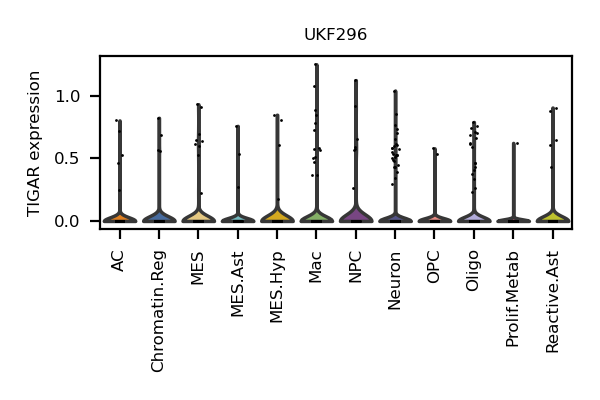 UKF296
TIGAR expression
1.0
0.5
0.0
AC
Chromatin.Reg
MES
MES.Ast
MES.Hyp
Mac
NPC
Neuron
OPC
Oligo
Prolif.Metab
Reactive.Ast